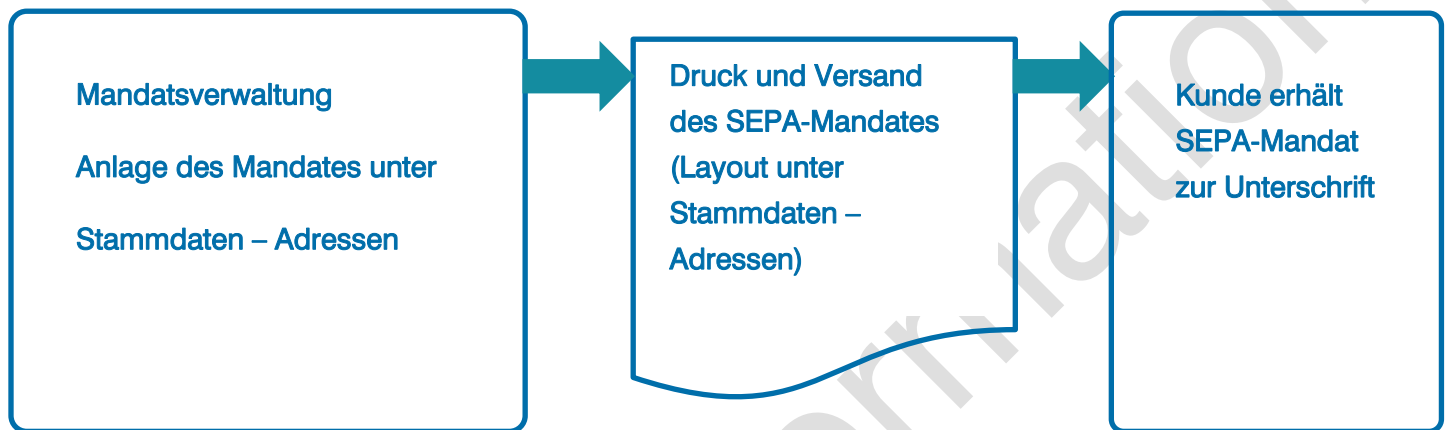 Mandatsverwaltung
Anlage des Mandates unter
Stammdaten – Adressen
Druck und Versand
des SEPA-Mandates
(Layout unter
Stammdaten –
Adressen)
Kunde erhält
SEPA-Mandat
zur Unterschrift